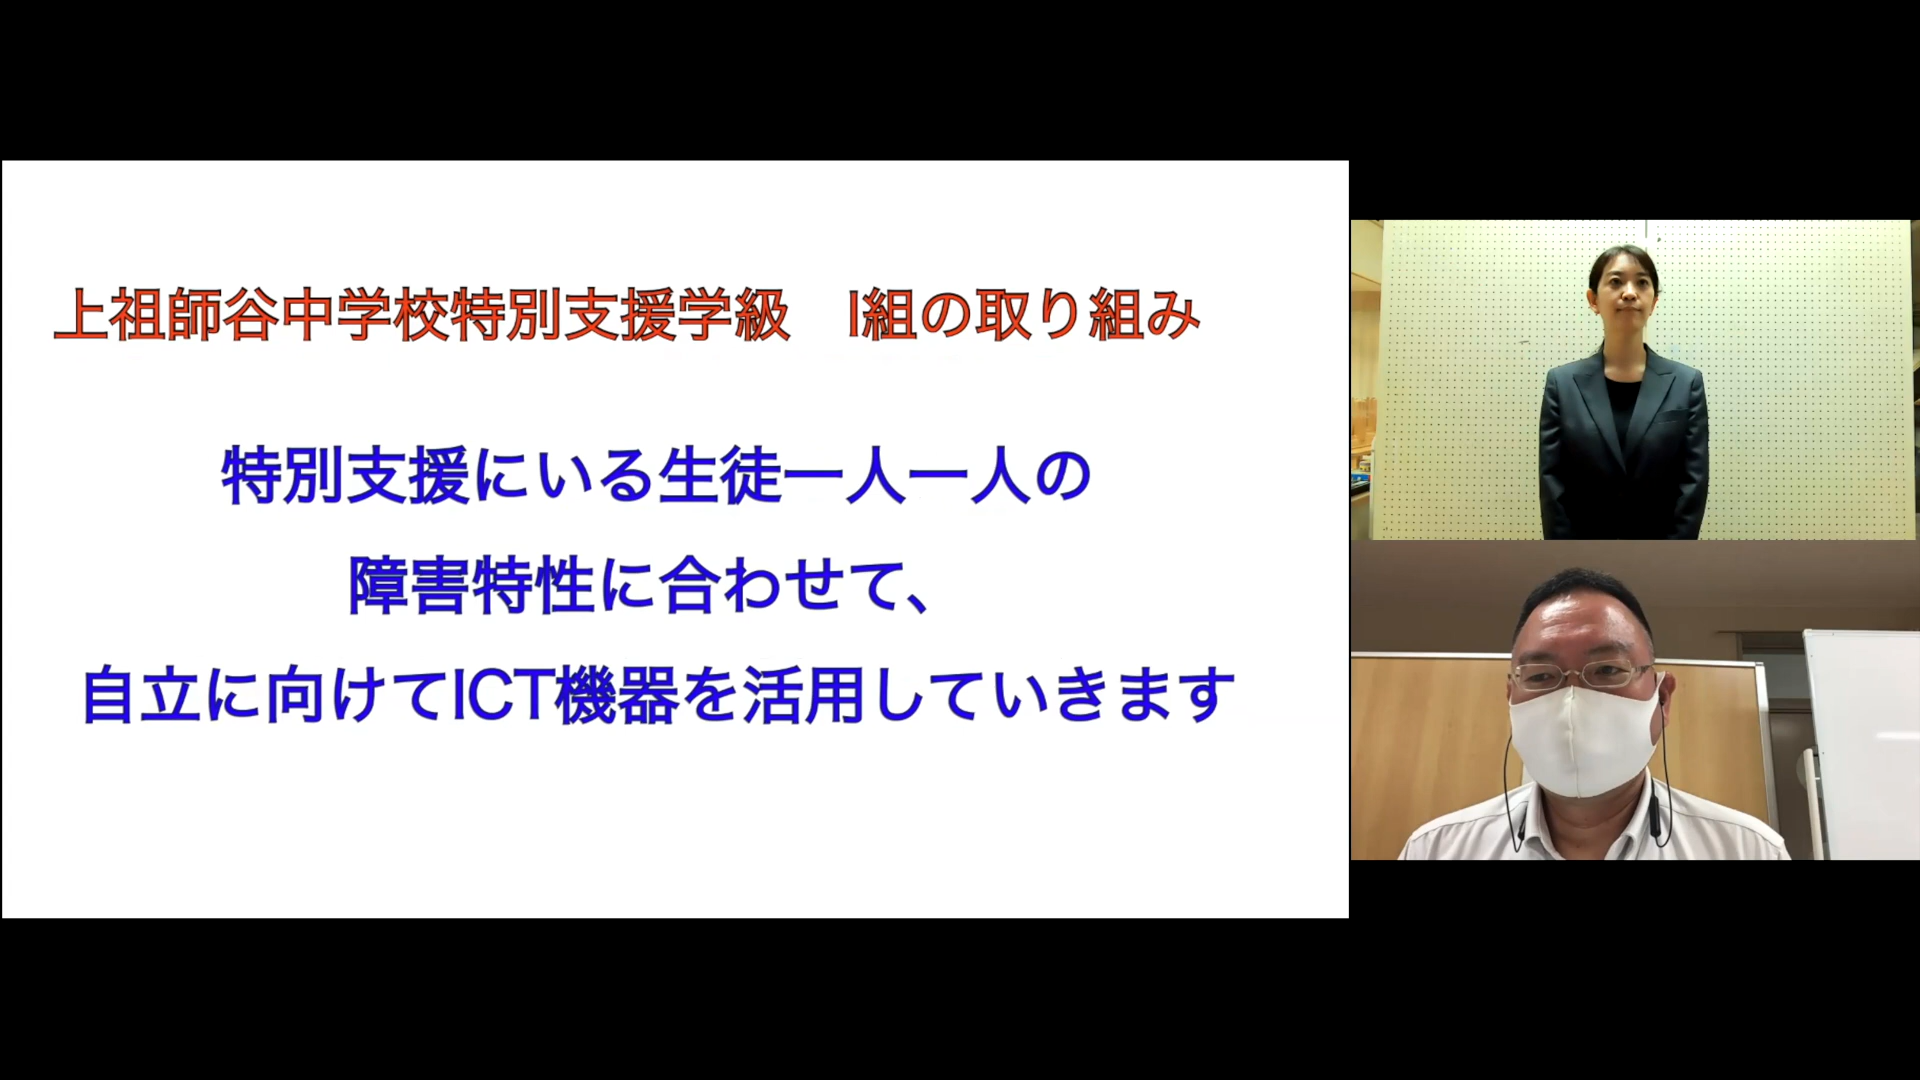 上祖師谷中学校特別支援学級　I組の取り組み
特別支援にいる生徒一人一人の
障害特性に合わせて、
自立に向けてICT機器を活用していきます